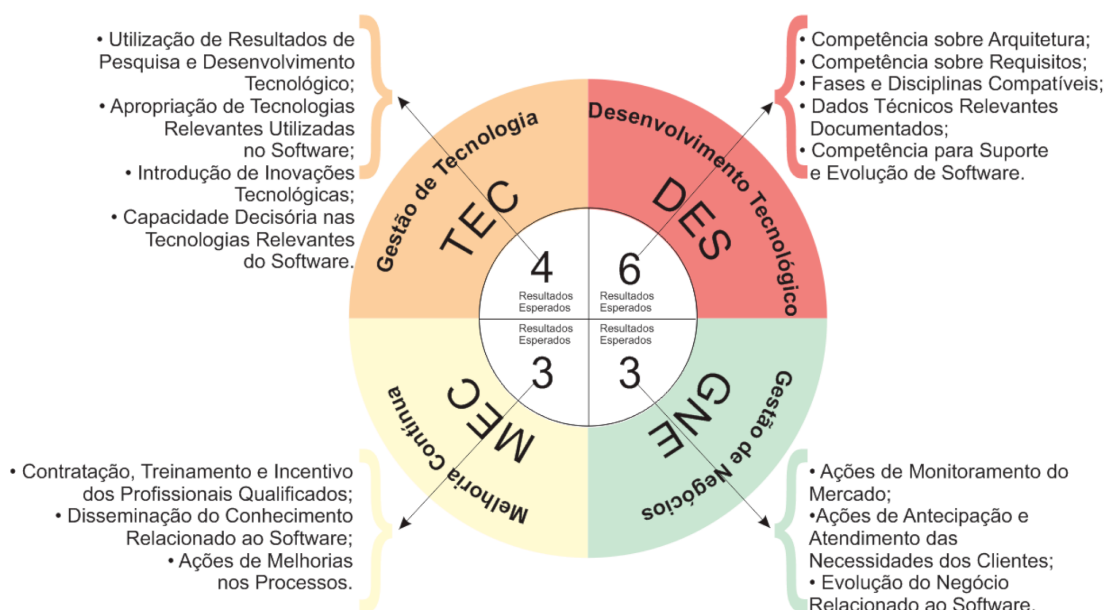 • Utilização de Resultados de
Pesquisa e Desenvolvimento
Tecnológico;
• Apropriação de Tecnologias
Relevantes Utilizadas
no Software;
• Introdução de Inovações
Tecnológicas;
• Capacidade Decisória nas
Tecnologias Relevantes
do Software.
• Competência sobre Arquitetura;
• Competência sobre Requisitos;
• Fases e Disciplinas Compatíveis;
• Dados Técnicos Relevantes
Documentados;
• Competência para Suporte
e Evolução de Software.
Gestão de Tecnologia
TEC
4
Resultados
Esperados
Desenvolvimento Tecnológico
DES
6
Resultados
Esperados
Melhoria Contínua
MEC
Resultados
Esperados
3
Gestão de Negócios
GNE
Resultados
Esperados
3
• Contratação, Treinamento e Incentivo
dos Profissionais Qualificados;
• Disseminação do Conhecimento
Relacionado ao Software;
• Ações de Melhorias
nos Processos.
• Ações de Monitoramento do
Mercado;
•Ações de Antecipação e
Atendimento das
Necessidades dos Clientes;
• Evolução do Negócio
Relacionado ao Software.